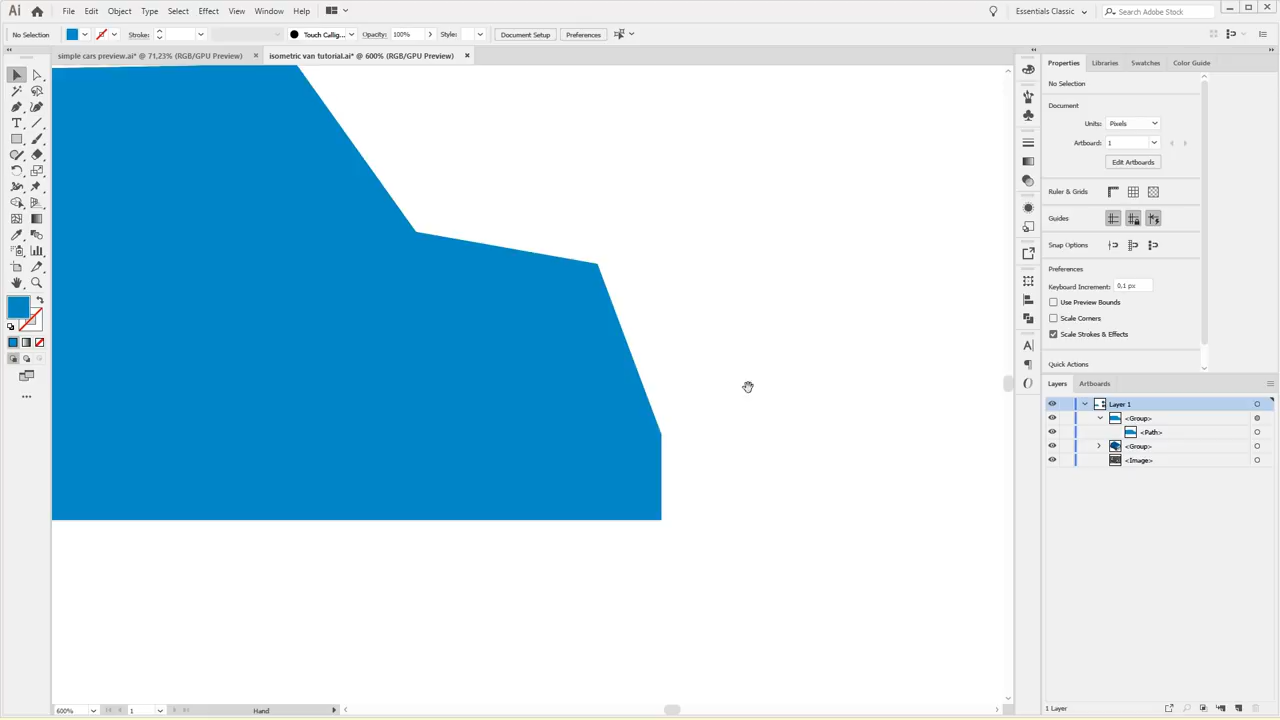 Ai File Edit Object Type Select Effect View Window Help Essentials Classic Search Adobe Stock
No Selection Stroke: Touch Callig... Opacity: 100% Style: Document Setup Preferences
simple cars preview.ai* @ 71,23% (RGB/GPU Preview) isometric van tutorial.ai* @ 600% (RGB/GPU Preview)
Properties Libraries Swatches Color Guide
No Selection
Document
Units: Pixels
Artboard: 1
Edit Artboards
Ruler & Grids
Guides
Snap Options
Preferences
Keyboard Increment: 0,1 px
Use Preview Bounds
Scale Corners
Scale Strokes & Effects
Quick Actions
Layers Artboards
Layer 1
<Group>
<Path>
<Group>
<Image>
600% 1 Hand 1 Layer